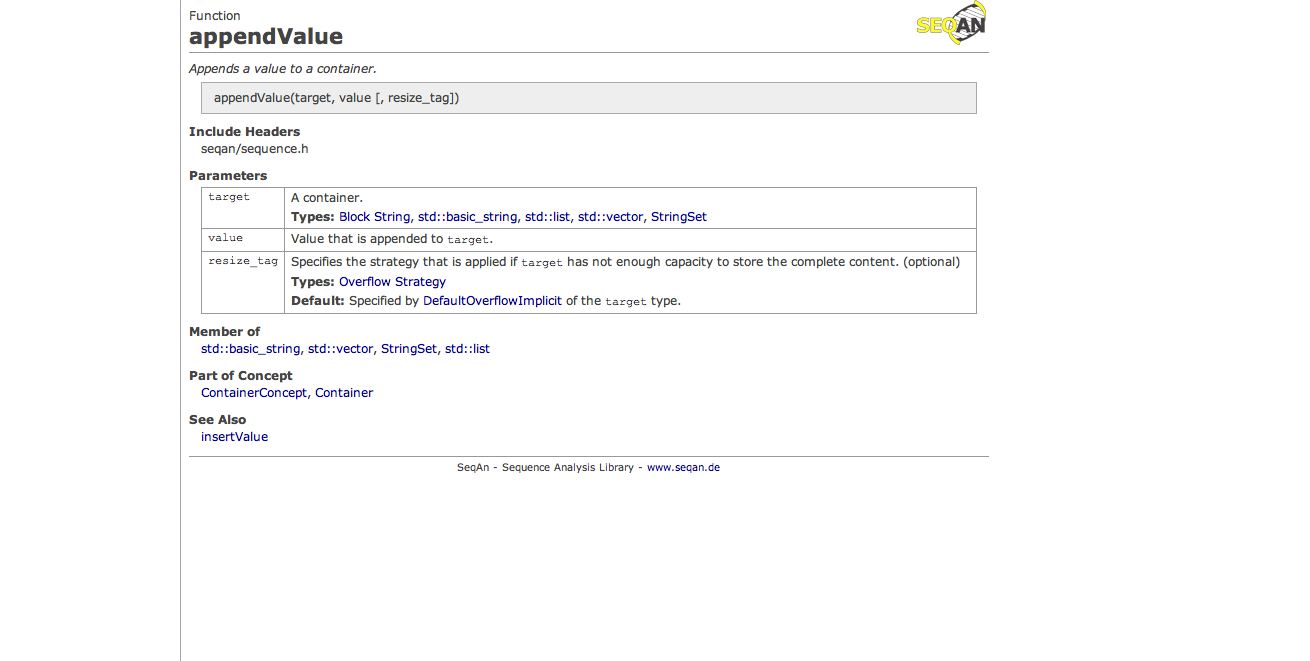 Function
SEQAN
appendValue
Appends a value to a container.
appendValue(target, value [, resize_tag])
Include Headers
seqan/sequence.h
Parameters
target
A container.
Types: Block String, std::basic_string, std::list, std::vector, StringSet
value
Value that is appended to target.
resize_tag
Specifies the strategy that is applied if target has not enough capacity to store the complete content. (optional)
Types: Overflow Strategy
Default: Specified by DefaultOverflowImplicit of the target type.
Member of
std::basic_string, std::vector, StringSet, std::list
Part of Concept
ContainerConcept, Container
See Also
insertValue
SeqAn - Sequence Analysis Library - www.seqan.de